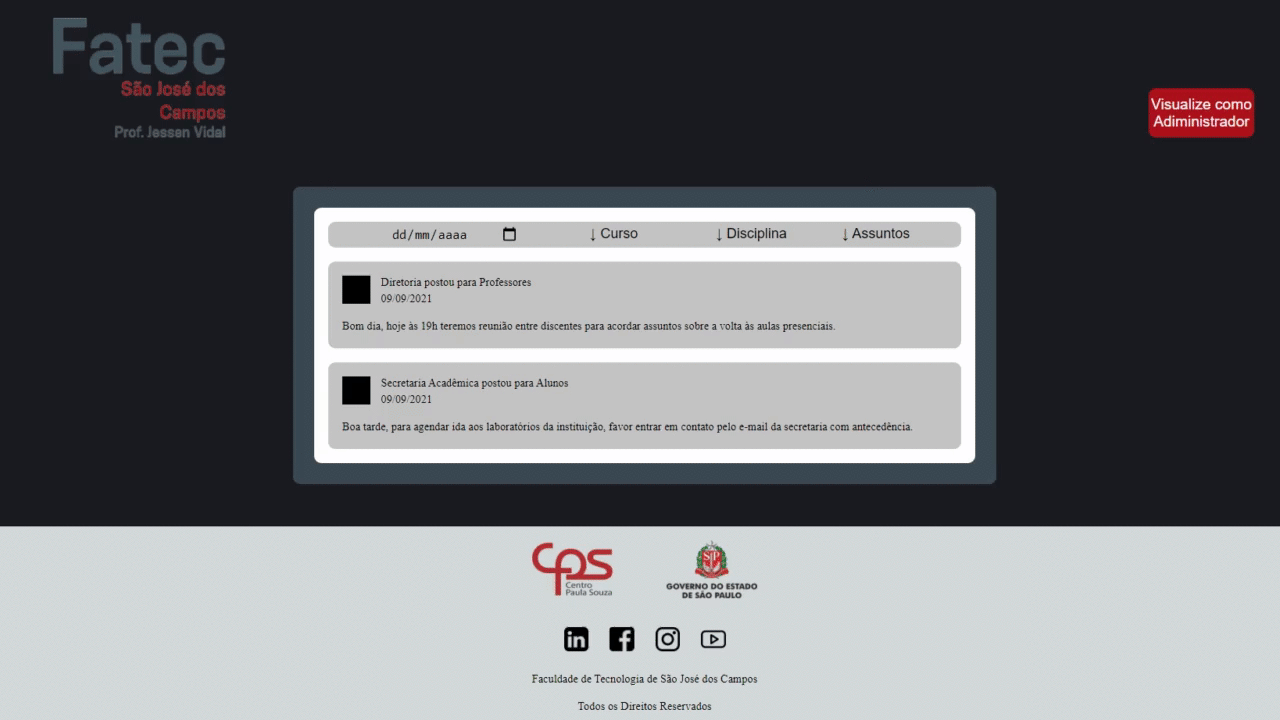 Fatec
São José dos
Campos
Prof. Jessen Vidal
Visualize como
Adiministrador
dd/mm/aaaa
↓ Curso
↓ Disciplina
↓ Assuntos
Diretoria postou para Professores
09/09/2021
Bom dia, hoje às 19h teremos reunião entre discentes para acordar assuntos sobre a volta às aulas presenciais.
Secretaria Acadêmica postou para Alunos
09/09/2021
Boa tarde, para agendar ida aos laboratórios da instituição, favor entrar em contato pelo e-mail da secretaria com antecedência.
CPS
Centro
Paula Souza
SP
GOVERNO DO ESTADO
DE SÃO PAULO
in
Faculdade de Tecnologia de São José dos Campos
Todos os Direitos Reservados